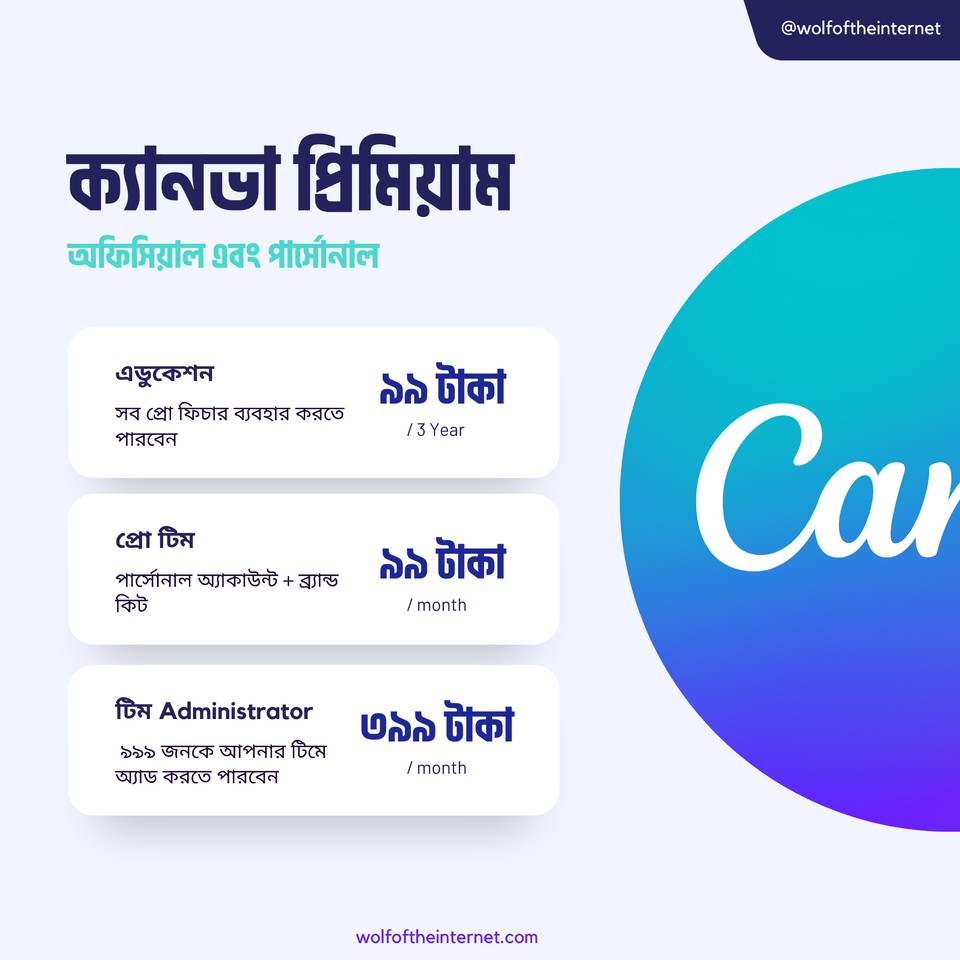 @wolfoftheinternet
ক্যানভা প্রিমিয়াম
অফিসিয়াল এবং পার্সোনাল
এডুকেশন
সব প্রো ফিচার ব্যবহার করতে
পারবেন
৯৯ টাকা
/ 3 Year
প্রো টিম
পার্সোনাল অ্যাকাউন্ট + ব্র্যান্ড
কিট
৯৯ টাকা
/ month
টিম Administrator
৯৯৯ জনকে আপনার টিমে
অ্যাড করতে পারবেন
৩৯৯ টাকা
/ month
wolfoftheinternet.com